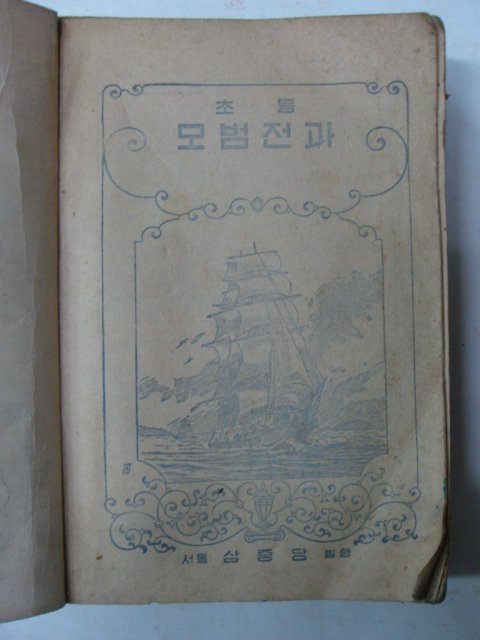 초등
모범전과
서울 삼중당 발행